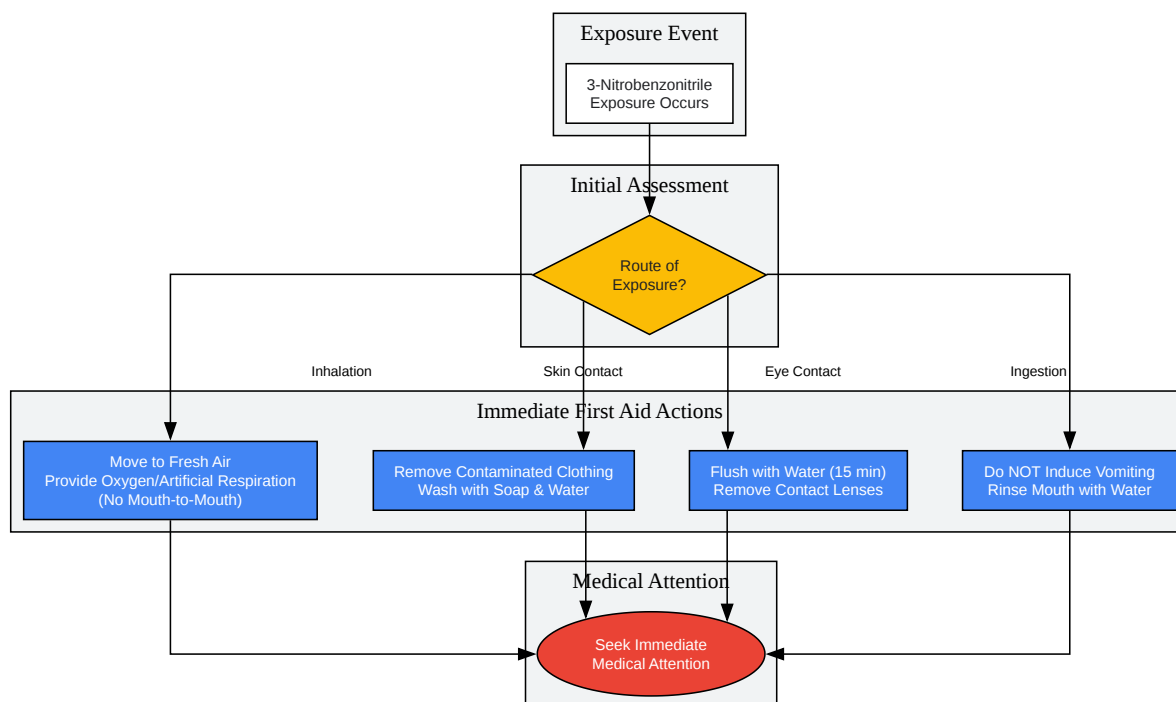 Exposure Event
3-Nitrobenzonitrile
Exposure Occurs
Initial Assessment
Route of
Exposure?
Inhalation
Skin Contact
Eye Contact
Ingestion
Immediate First Aid Actions
Move to Fresh Air
Provide Oxygen/Artificial Respiration
(No Mouth-to-Mouth)
Remove Contaminated Clothing
Wash with Soap & Water
Flush with Water (15 min)
Remove Contact Lenses
Do NOT Induce Vomiting
Rinse Mouth with Water
Medical Attention
Seek Immediate
Medical Attention